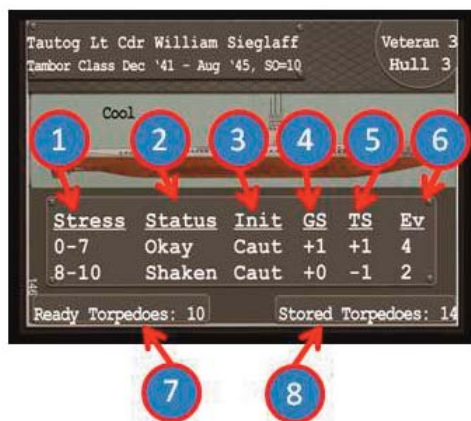 Tautog Lt Cdr William Sieglaff
Veteran 3
Tambor Class Dec '41 - Aug '45, SO=10
Hull 3
Cool
1 2 3 4 5 6
Stress Status Init GS TS Ev
0-7 Okay Caut +1 +1 4
8-10 Shaken Caut +0 -1 2
146
Ready Torpedoes: 10 Stored Torpedoes: 14
7 8